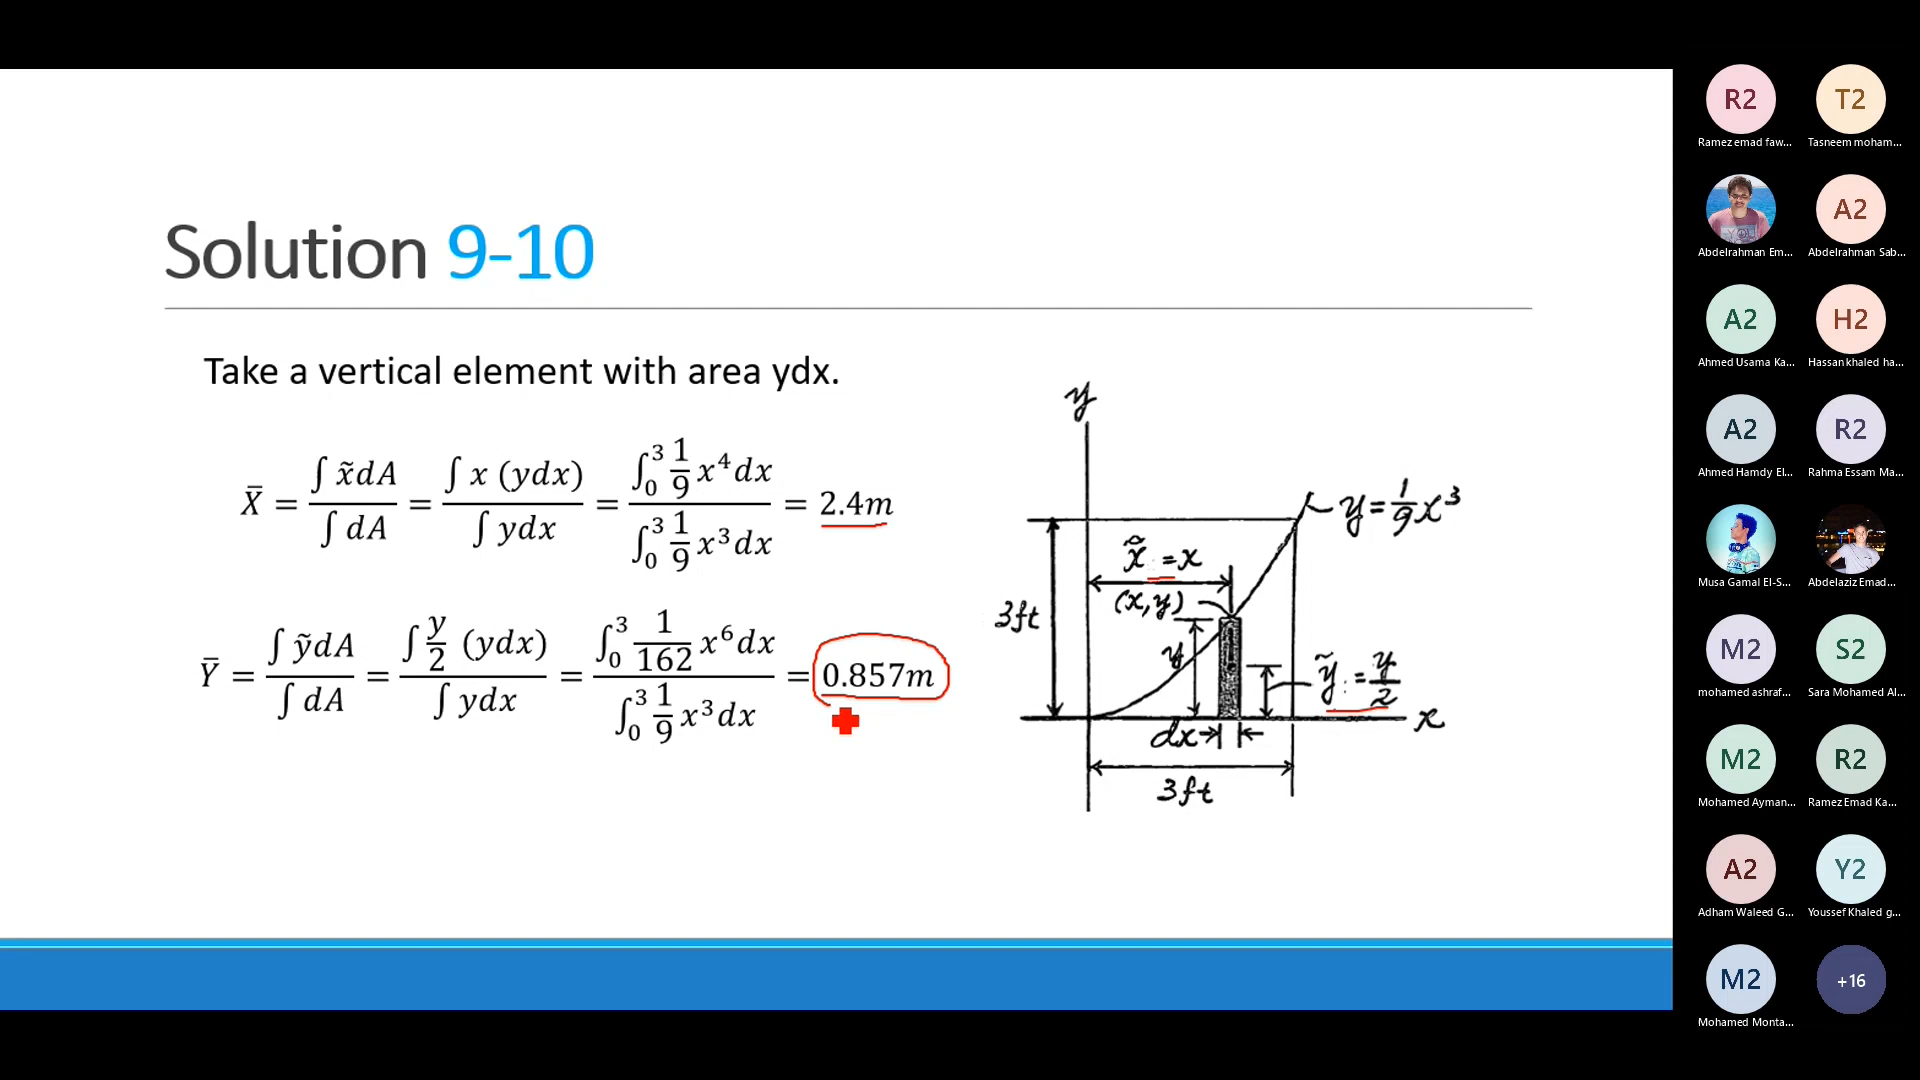 Solution 9-10
Take a vertical element with area ydx.
X̄ = ∫ x̃dA / ∫ dA = ∫ x (ydx) / ∫ ydx = ∫₀³ 1/9 x⁴dx / ∫₀³ 1/9 x³dx = 2.4m
Ȳ = ∫ ỹdA / ∫ dA = ∫ y/2 (ydx) / ∫ ydx = ∫₀³ 1/162 x⁶dx / ∫₀³ 1/9 x³dx = 0.857m
y
y=1/9 x³
x̃ =x
(x,y)
3ft
y
ỹ =y/2
x
dx
3ft
R2
T2
Ramez emad faw...
Tasneem moham...
A2
Abdelrahman Em...
Abdelrahman Sab...
A2
H2
Ahmed Usama Ka...
Hassan khaled ha...
A2
R2
Ahmed Hamdy El...
Rahma Essam Ma...
Musa Gamal El-S...
Abdelaziz Emad...
M2
S2
mohamed ashraf...
Sara Mohamed Al...
M2
R2
Mohamed Ayman...
Ramez Emad Ka...
A2
Y2
Adham Waleed G...
Youssef Khaled g...
M2
+16
Mohamed Monta...